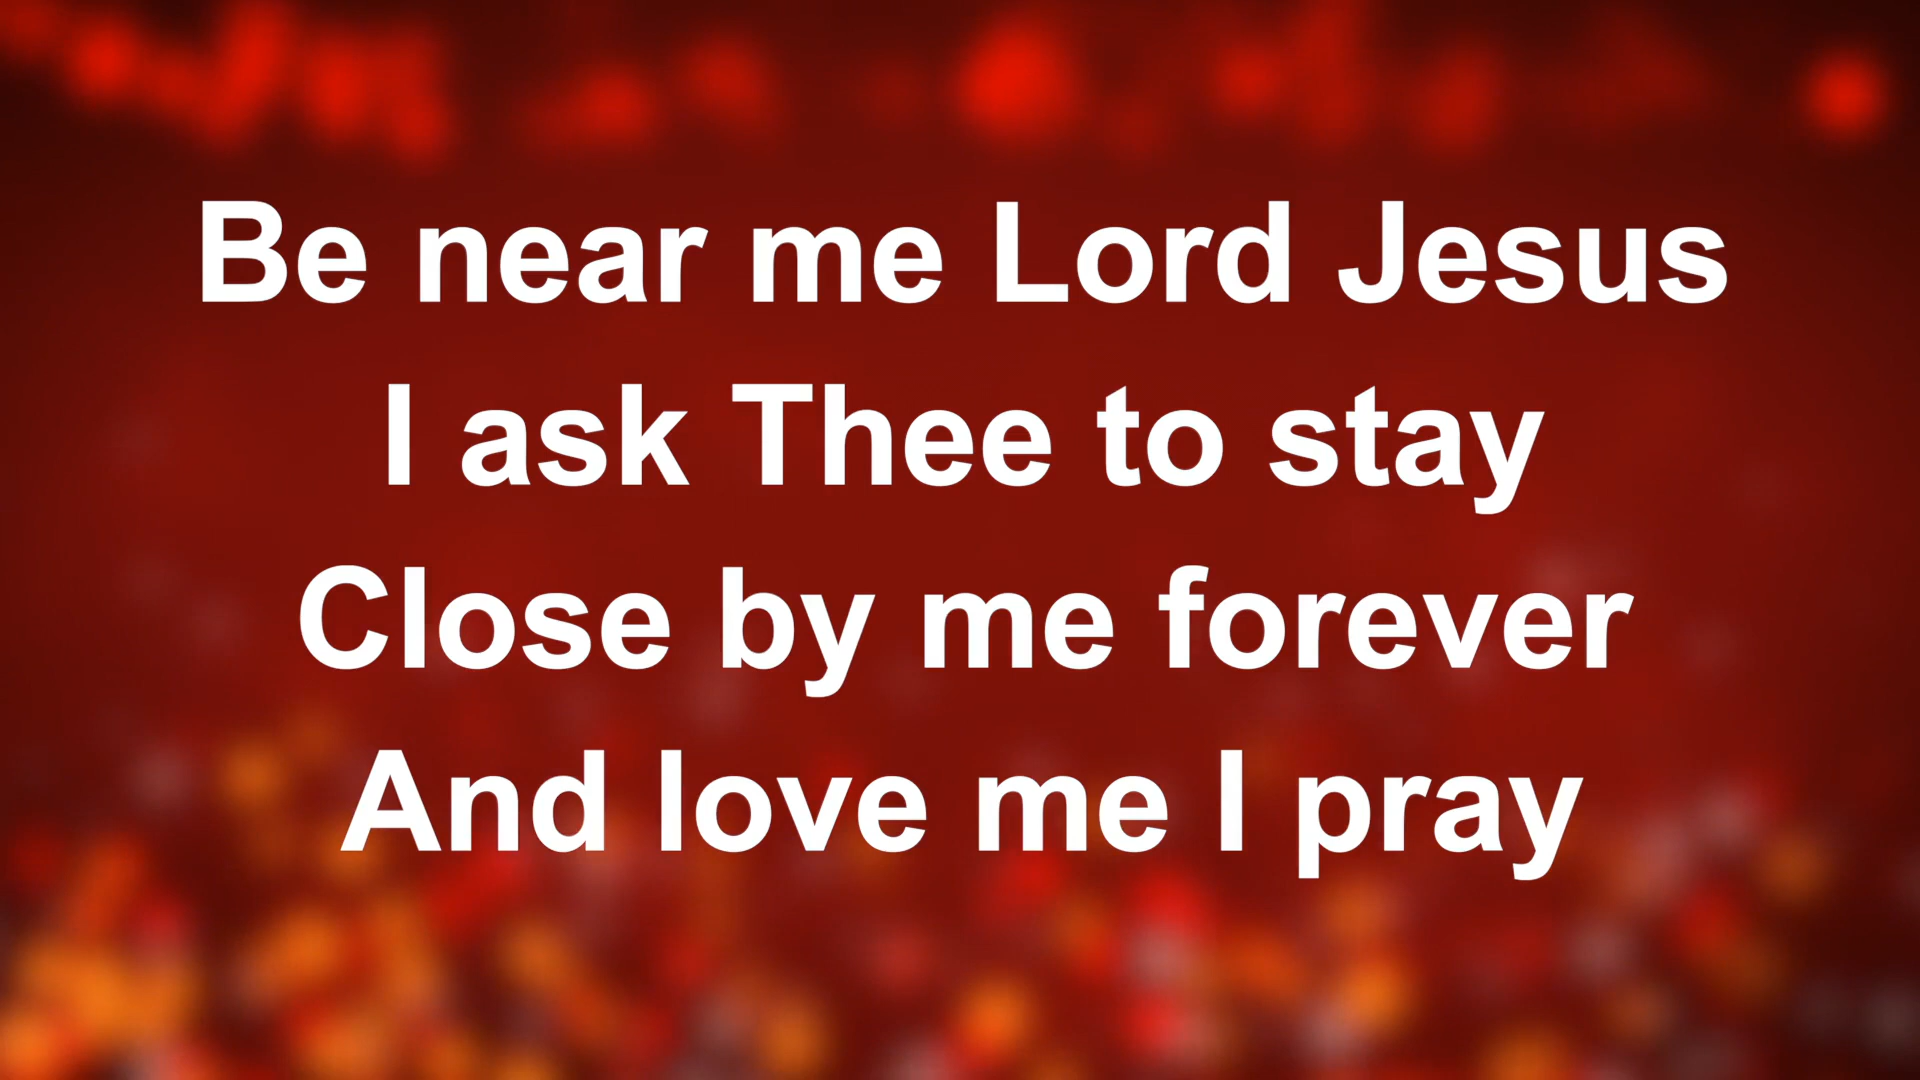 Be near me Lord Jesus
I ask Thee to stay
Close by me forever
And love me I pray